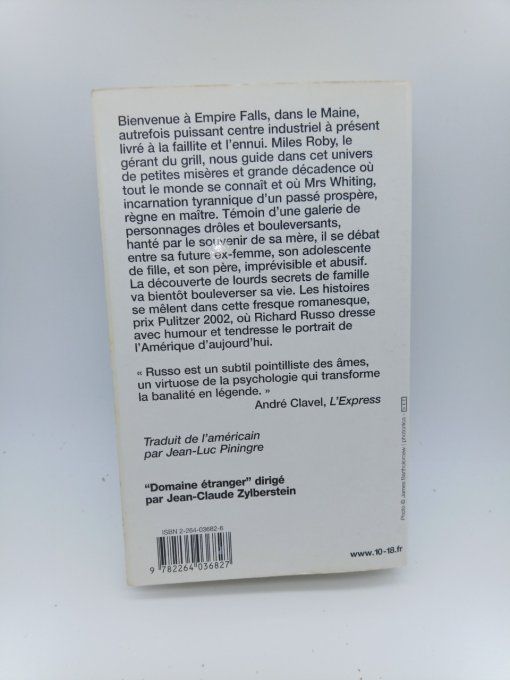 Bienvenue à Empire Falls, dans le Maine,
autrefois puissant centre industriel à présent
livré à la faillite et l'ennui. Miles Roby, le
gérant du grill, nous guide dans cet univers
de petites misères et grande décadence où
tout le monde se connaît et où Mrs Whiting,
incarnation tyrannique d'un passé prospère,
règne en maître. Témoin d'une galerie de
personnages drôles et bouleversants,
hanté par le souvenir de sa mère, il se débat
entre sa future ex-femme, son adolescente
de fille, et son père, imprévisible et abusif.
La découverte de lourds secrets de famille
va bientôt bouleverser sa vie. Les histoires
se mêlent dans cette fresque romanesque,
prix Pulitzer 2002, où Richard Russo dresse
avec humour et tendresse le portrait de
l'Amérique d'aujourd'hui.
« Russo est un subtil pointilliste des âmes,
un virtuose de la psychologie qui transforme
la banalité en légende. »
André Clavel, L'Express
Traduit de l'américain
par Jean-Luc Piningre
"Domaine étranger" dirigé
par Jean-Claude Zylberstein
ISBN 2-264-03682-6
9 782264 036827
www.10-18.fr
Photo © James Bartholomew / photonica